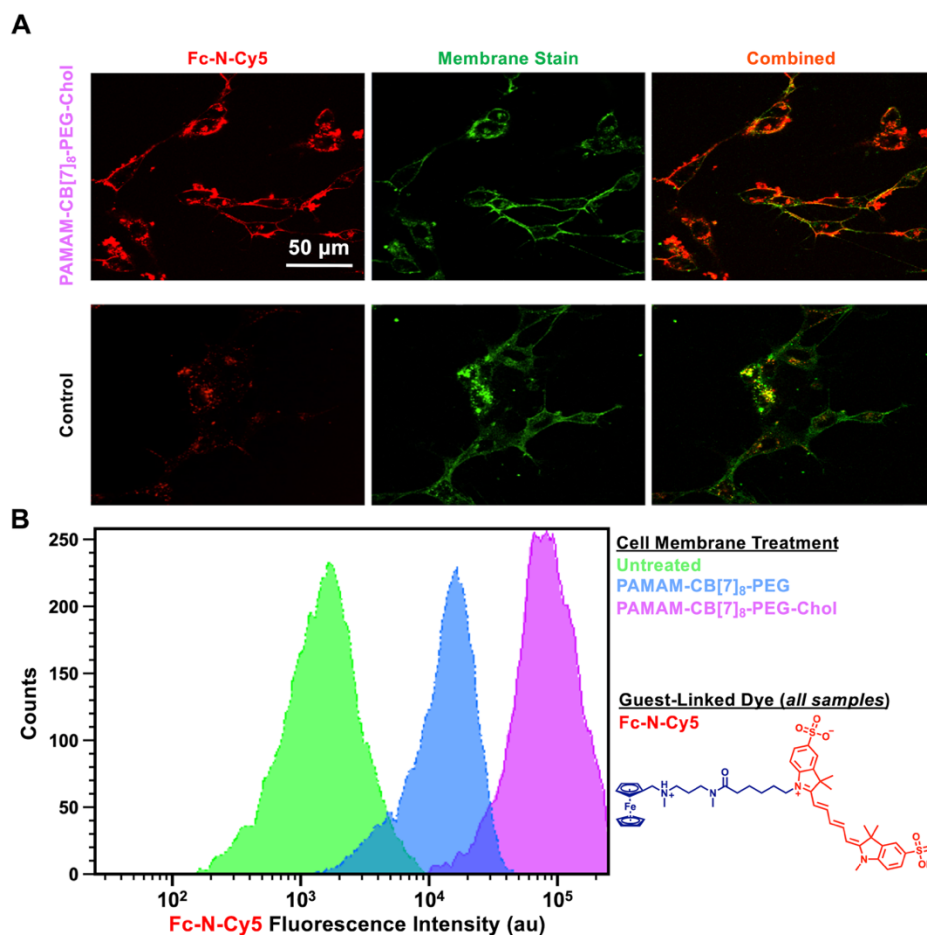 A
Fc-N-Cy5 Membrane Stain Combined
PAMAM-CB[7]₈-PEG-Chol
50 μm
Control
B
250
200
150
100
50
0
Counts
10² 10³ 10⁴ 10⁵
Fc-N-Cy5 Fluorescence Intensity (au)
Cell Membrane Treatment
Untreated
PAMAM-CB[7]₈-PEG
PAMAM-CB[7]₈-PEG-Chol
Guest-Linked Dye (all samples)
Fc-N-Cy5
O
O=S
O⁻
H
N
+
Fe
N
O
N
+
N
O
O=S